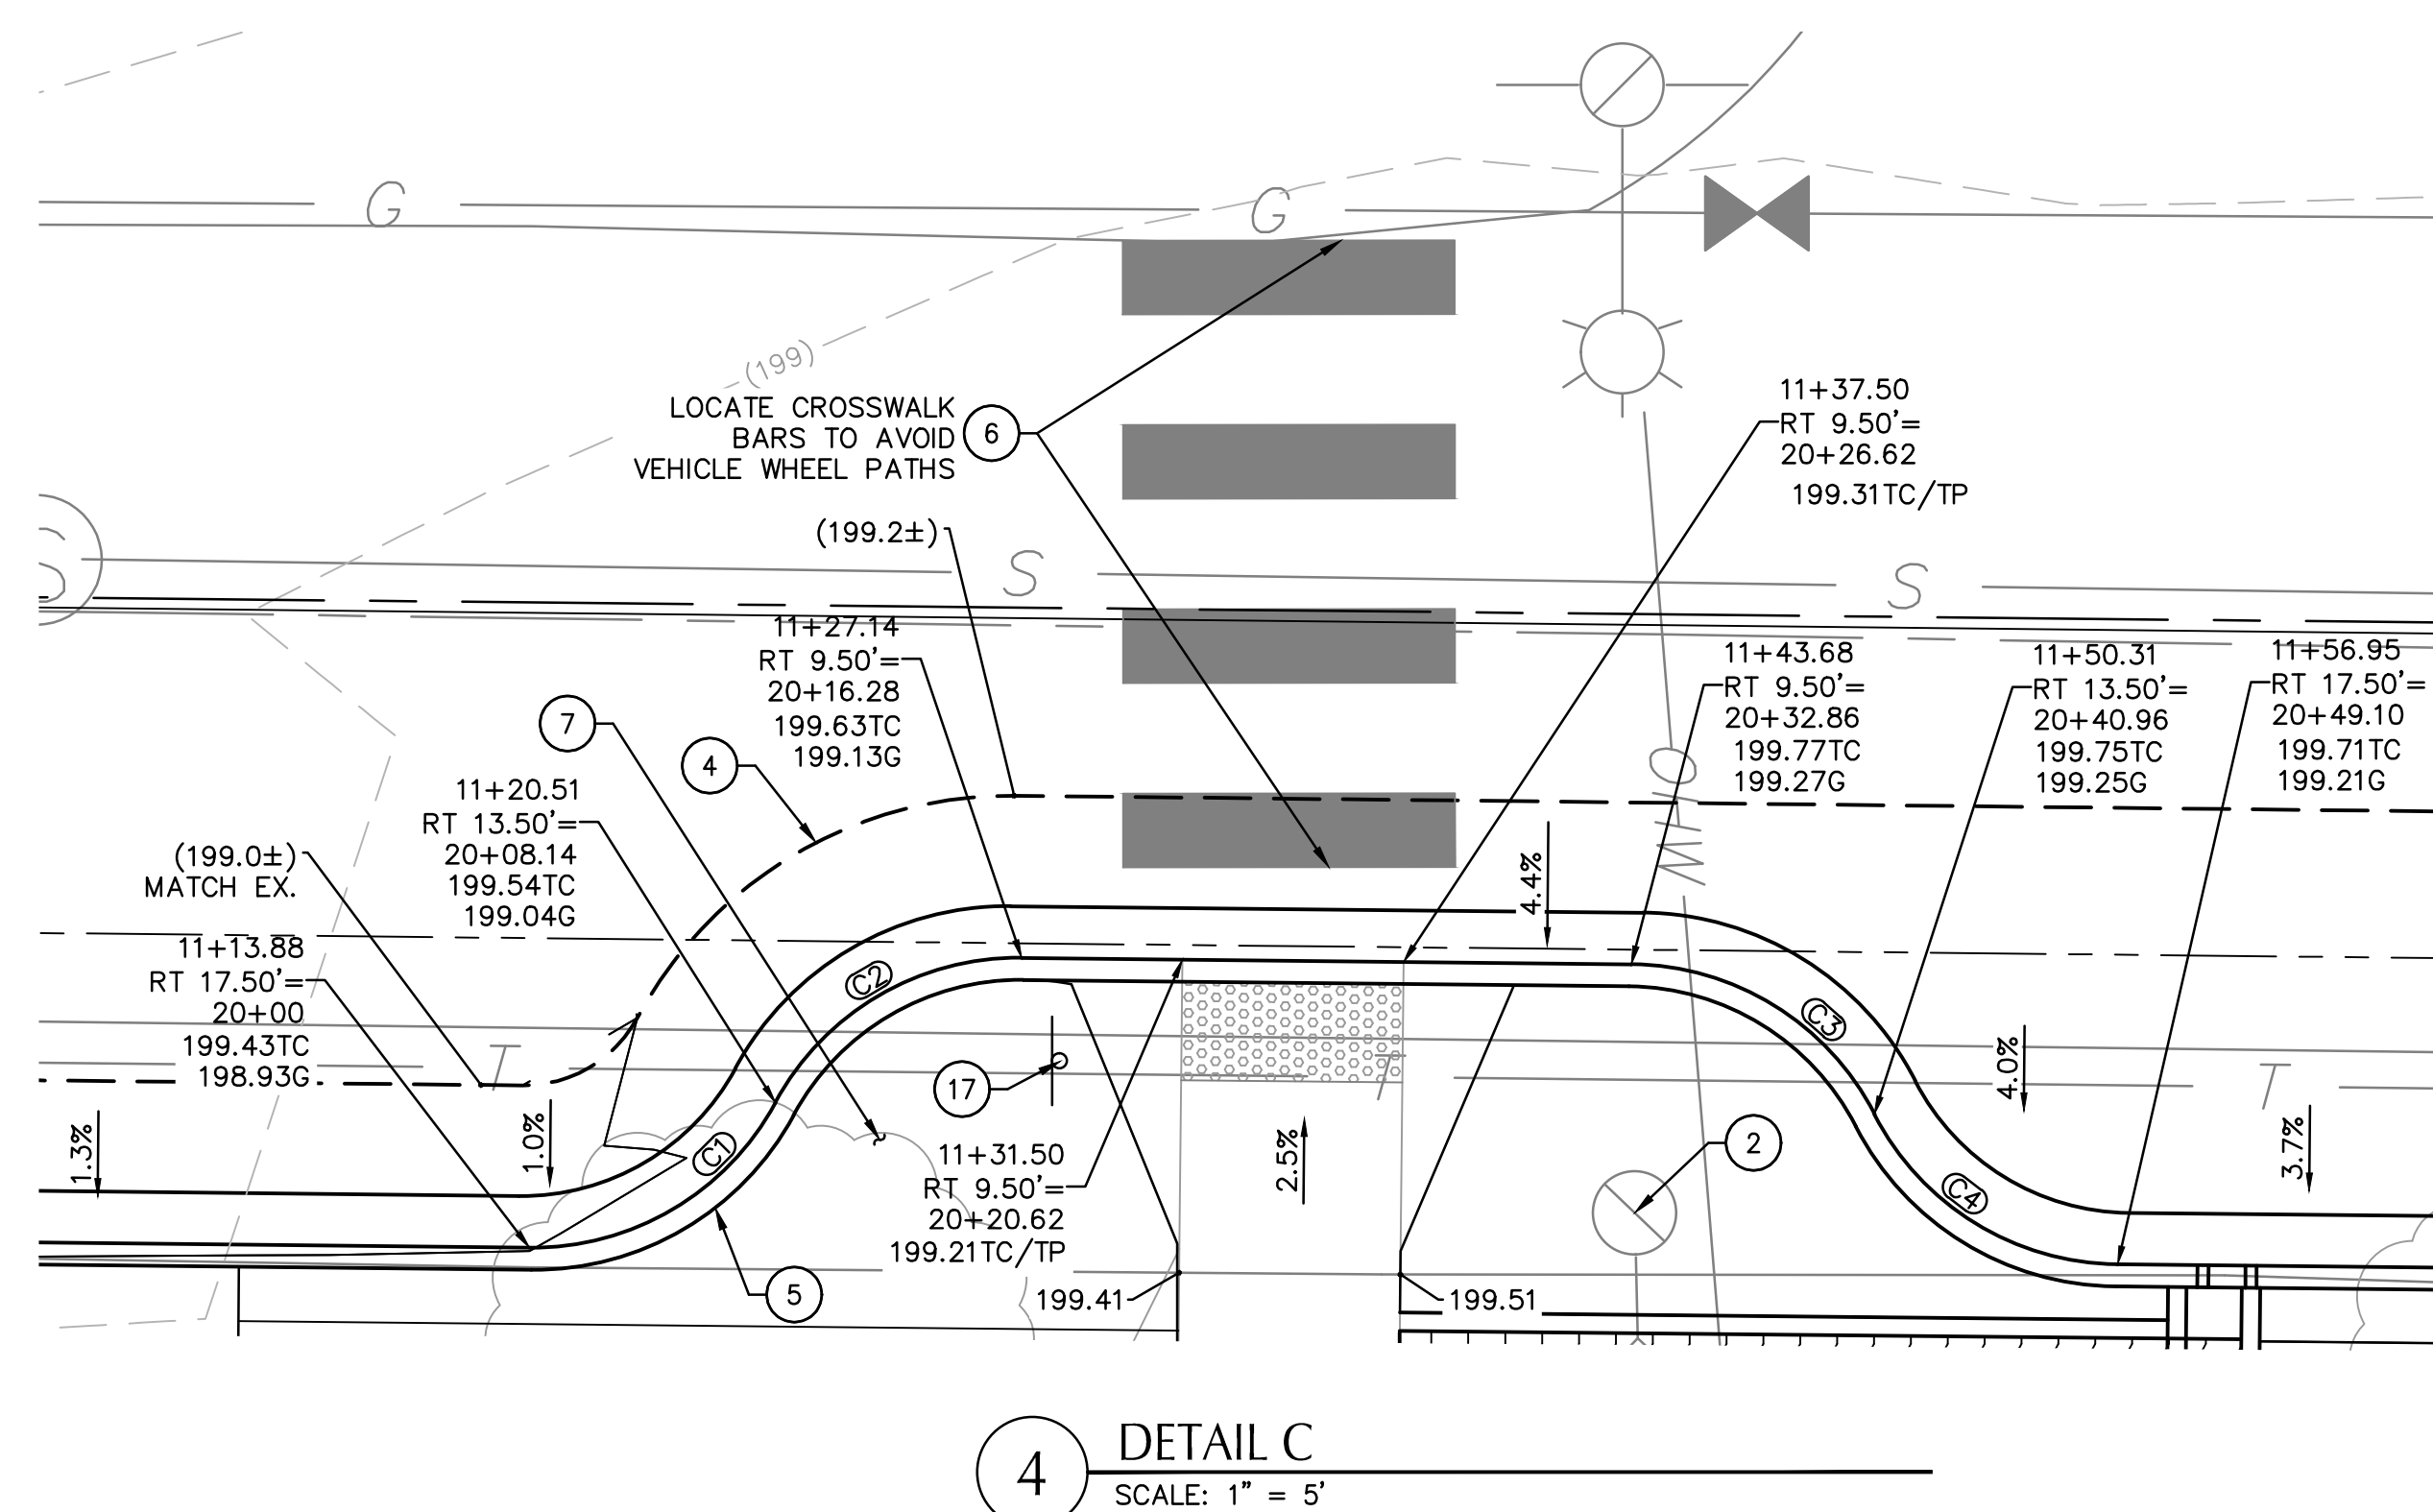 G
G
(199)
LOCATE CROSSWALK
BARS TO AVOID
VEHICLE WHEEL PATHS
6
11+37.50
RT 9.50'=
20+26.62
199.31TC/TP
(199.2±)
S
S
S
11+27.14
RT 9.50'=
20+16.28
199.63TC
199.13G
7
4
11+43.68
RT 9.50'=
20+32.86
199.77TC
199.27G
11+50.31
RT 13.50'=
20+40.96
199.75TC
199.25G
11+56.95
RT 17.50'=
20+49.10
199.71TC
199.21G
11+20.51
RT 13.50'=
20+08.14
199.54TC
199.04G
OHW
(199.0±)
MATCH EX.
11+13.88
RT 17.50'=
20+00
199.43TC
198.93G
4.4%
C2
C3
T
T
T
17
4.0%
1.3%
1.0%
C1
11+31.50
RT 9.50'=
20+20.62
199.21TC/TP
2.5%
2
3.7%
C4
5
199.41
199.51
4
DETAIL C
SCALE: 1" = 5'